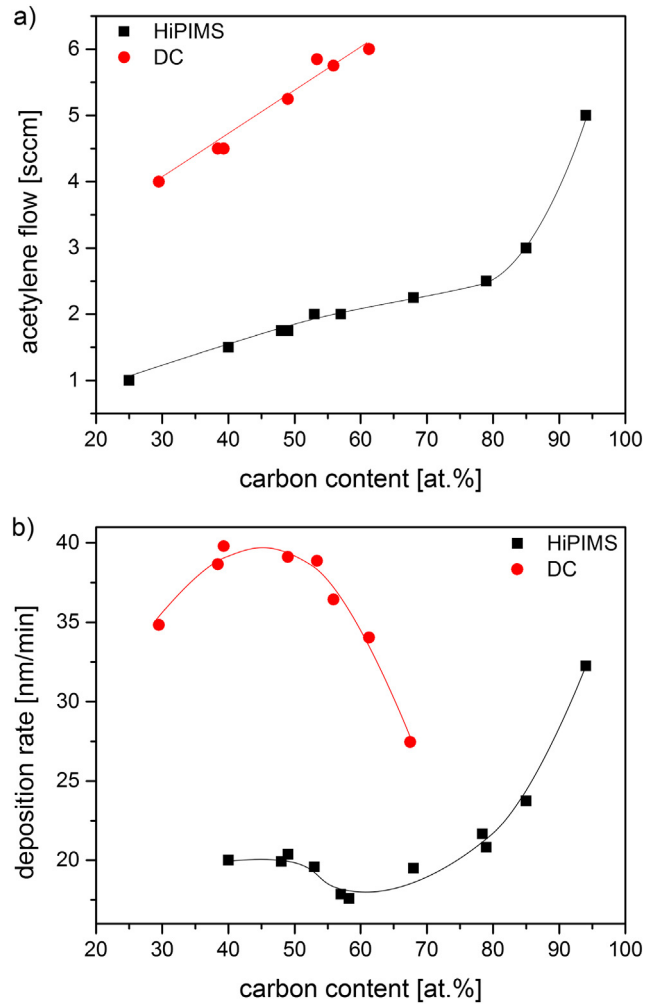 a)
HiPIMS
DC
6
5
4
3
2
1
acetylene flow [sccm]
20 30 40 50 60 70 80 90 100
carbon content [at.%]
b)
HiPIMS
DC
40
35
30
25
20
deposition rate [nm/min]
20 30 40 50 60 70 80 90 100
carbon content [at.%]